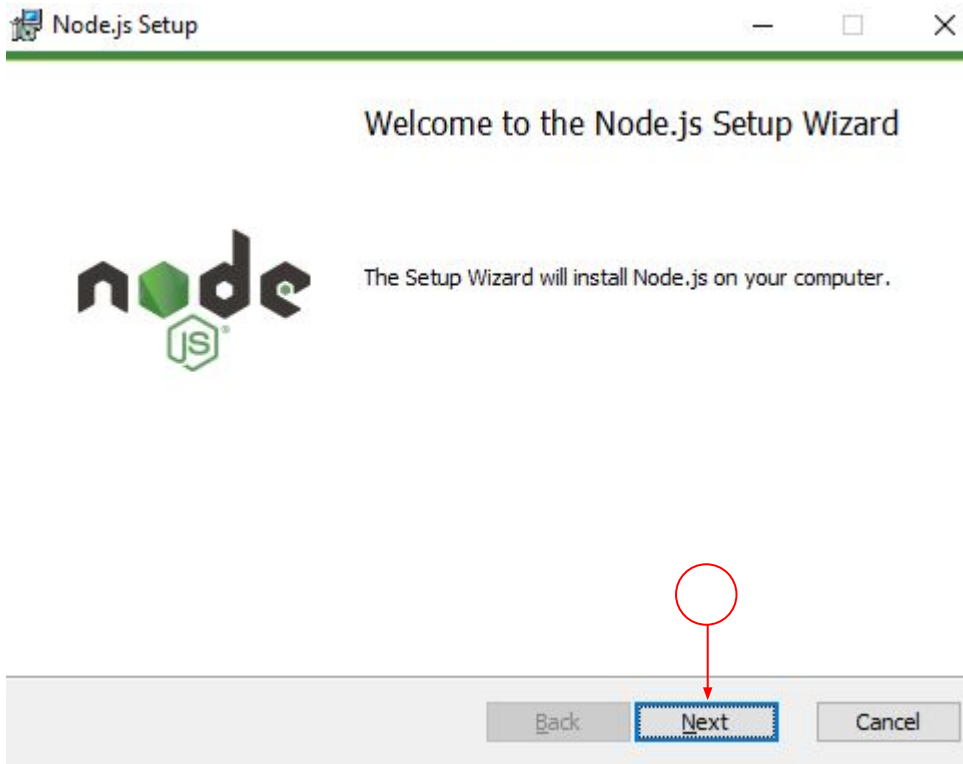 Node.js Setup
Welcome to the Node.js Setup Wizard
node
JS®
The Setup Wizard will install Node.js on your computer.
Back Next Cancel